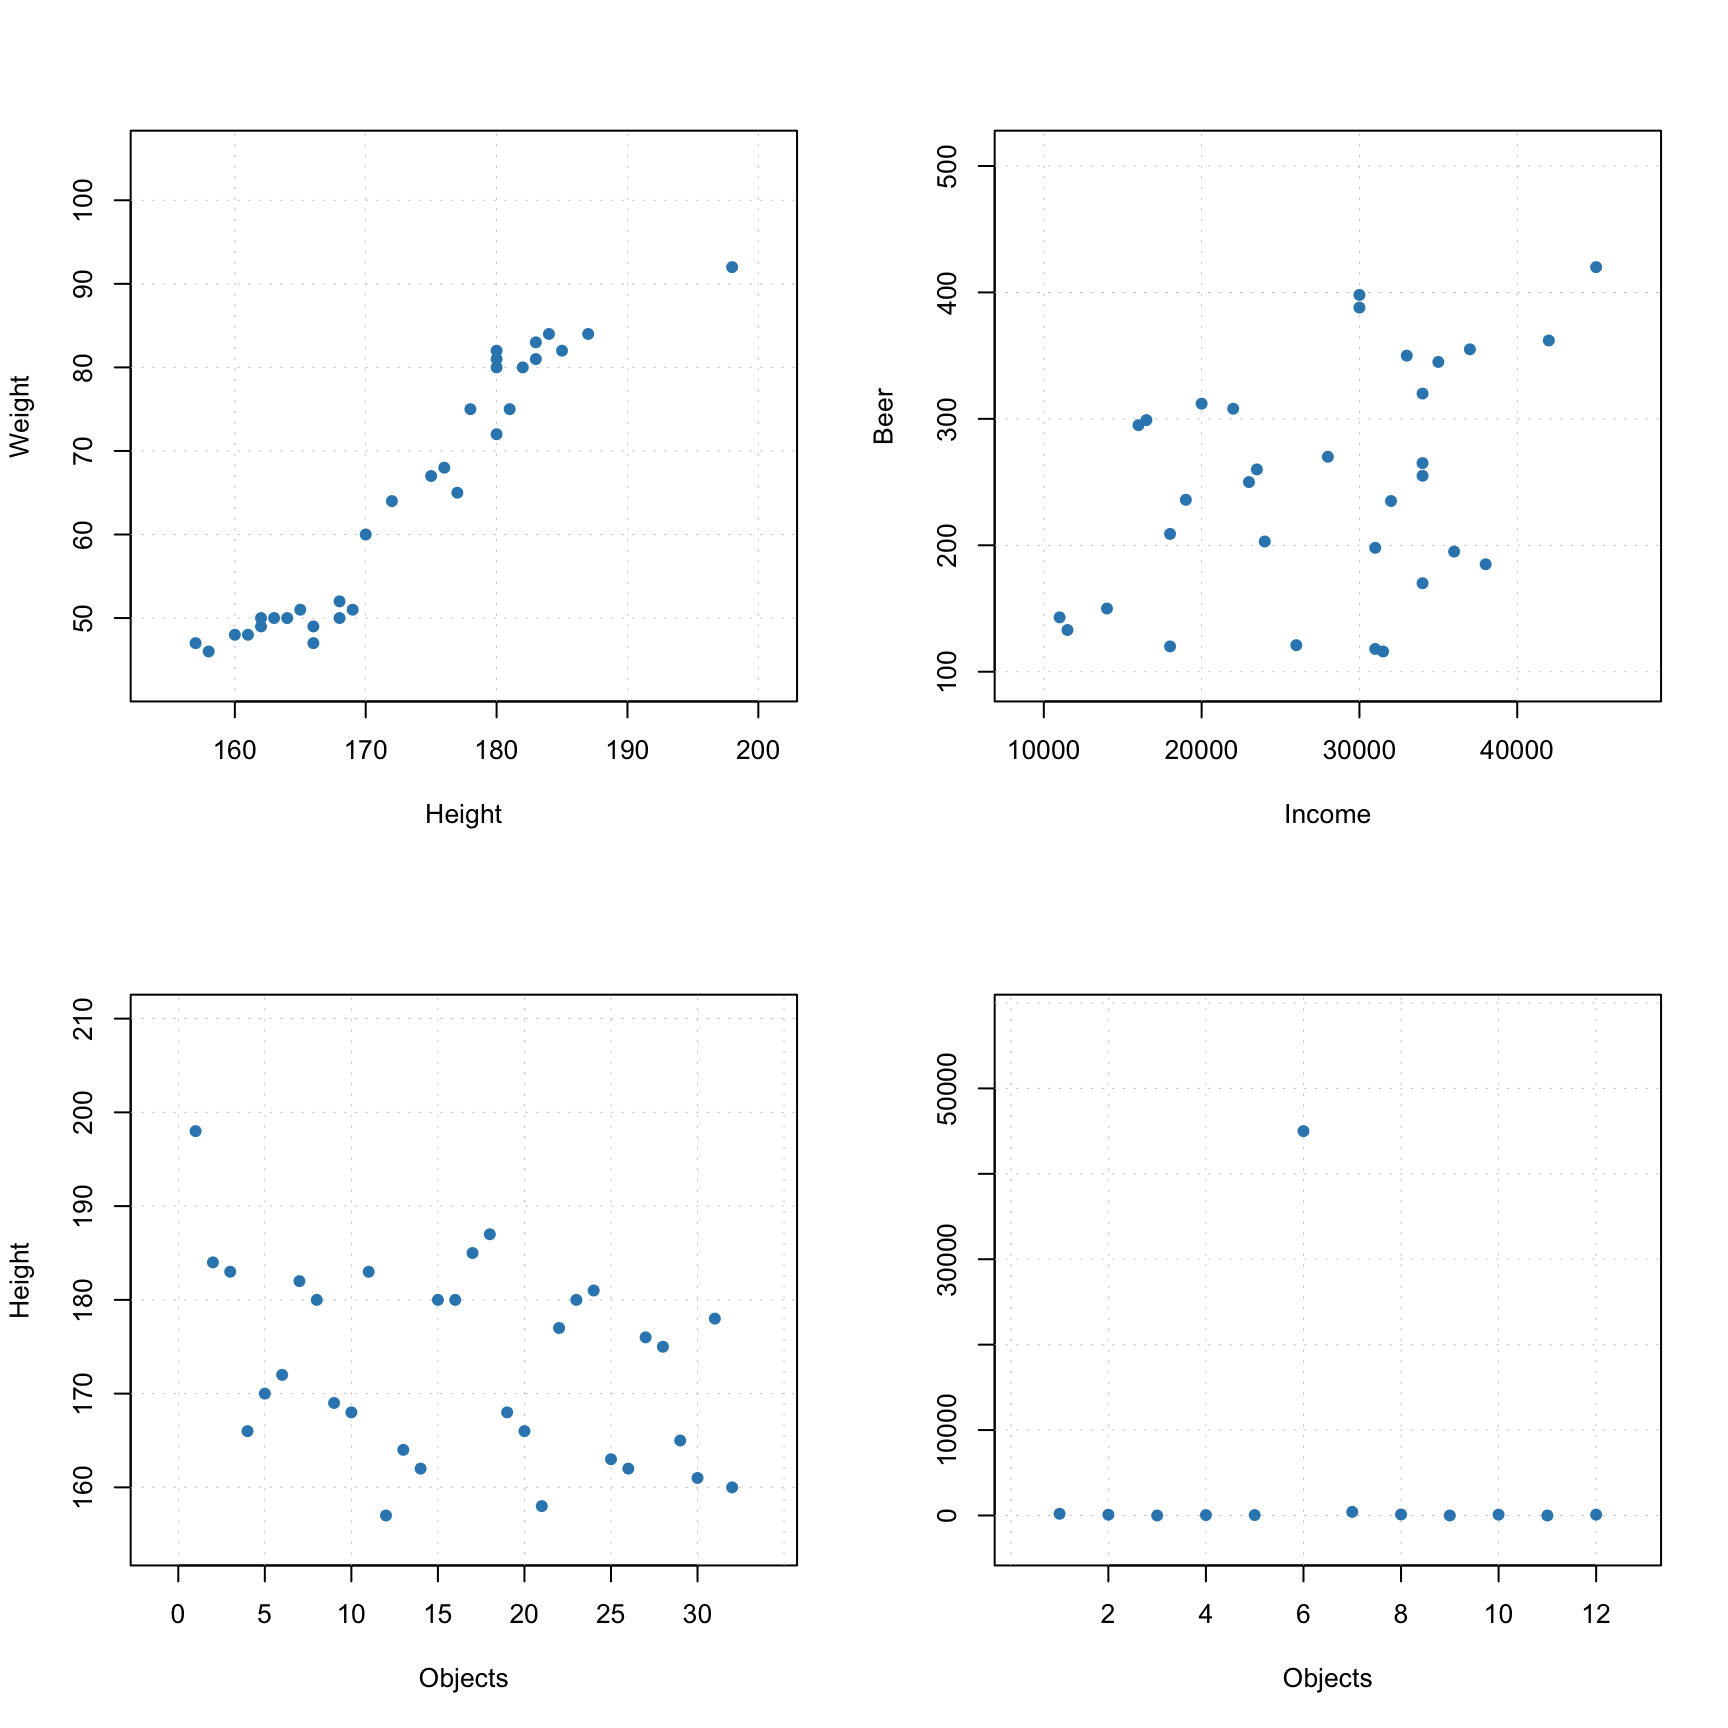 Weight
50 60 70 80 90 100
160 170 180 190 200
Height
Beer
100 200 300 400 500
10000 20000 30000 40000
Income
Height
160 170 180 190 200 210
0 5 10 15 20 25 30
Objects
0 10000 30000 50000
2 4 6 8 10 12
Objects